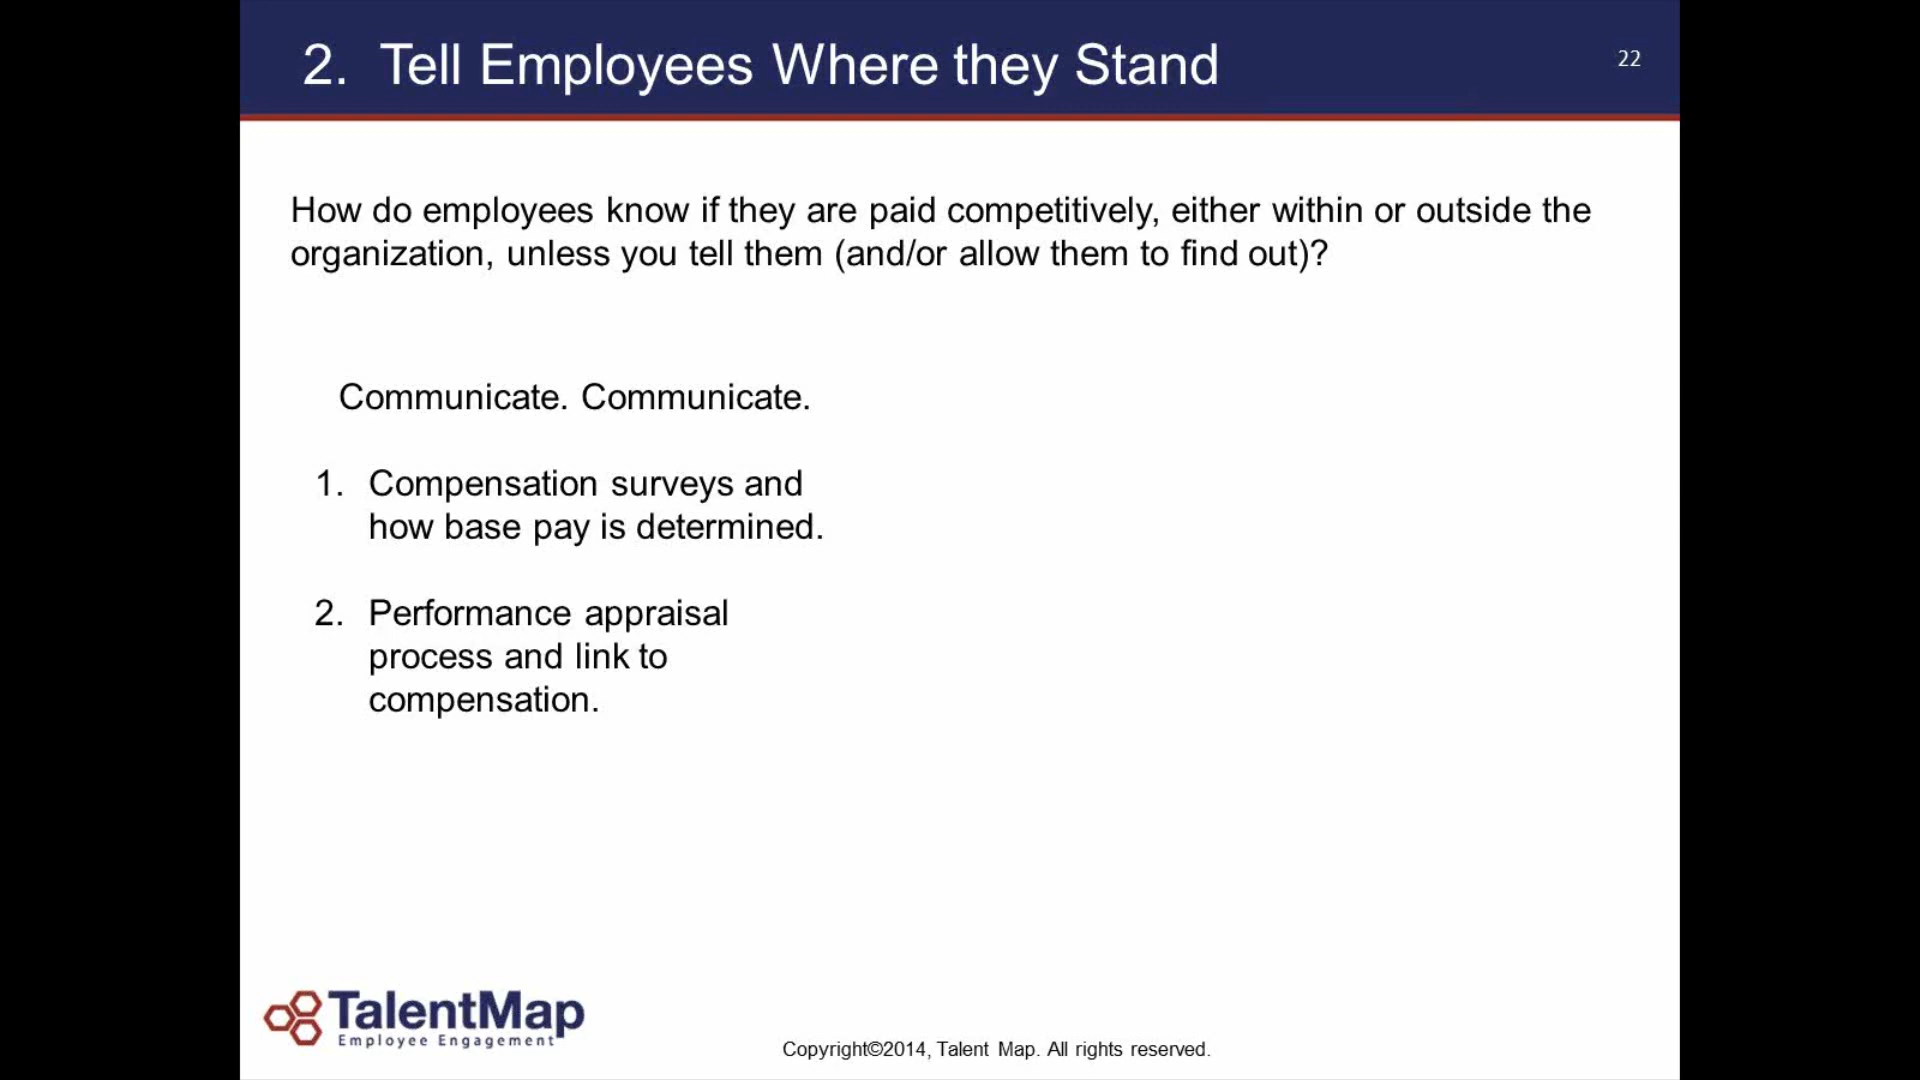 2. Tell Employees Where they Stand
22
How do employees know if they are paid competitively, either within or outside the
organization, unless you tell them (and/or allow them to find out)?
Communicate. Communicate.
1. Compensation surveys and
how base pay is determined.
2. Performance appraisal
process and link to
compensation.
TalentMap
Employee Engagement
Copyright©2014, Talent Map. All rights reserved.